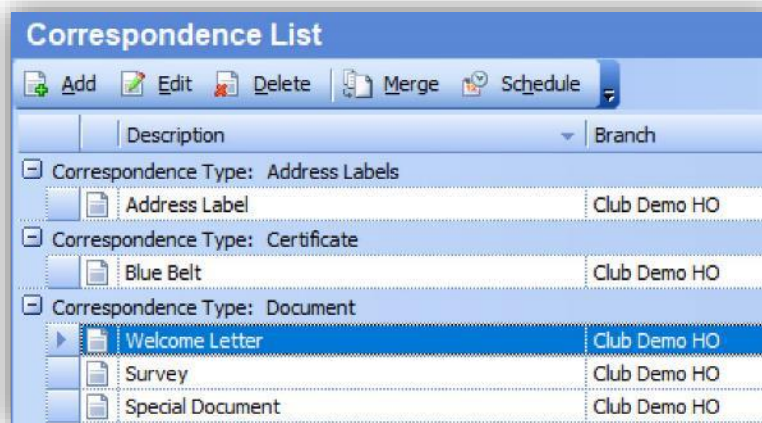 Correspondence List
Add Edit Delete Merge Schedule
Description Branch
Correspondence Type: Address Labels
Address Label Club Demo HO
Correspondence Type: Certificate
Blue Belt Club Demo HO
Correspondence Type: Document
Welcome Letter Club Demo HO
Survey Club Demo HO
Special Document Club Demo HO